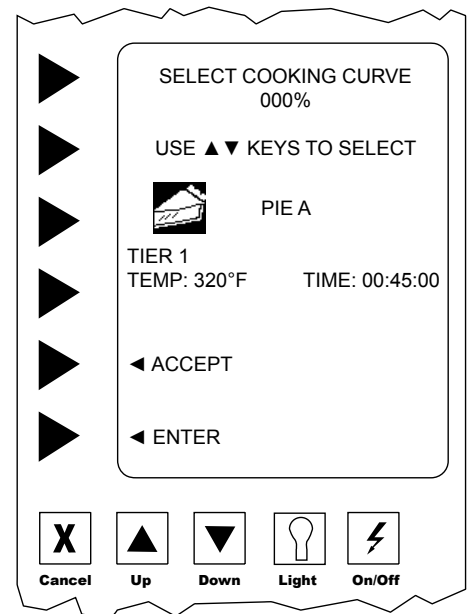 SELECT COOKING CURVE
000%
USE ▲▼ KEYS TO SELECT
PIE A
TIER 1
TEMP: 320°F TIME: 00:45:00
◄ ACCEPT
◄ ENTER
X
Cancel Up Down Light On/Off